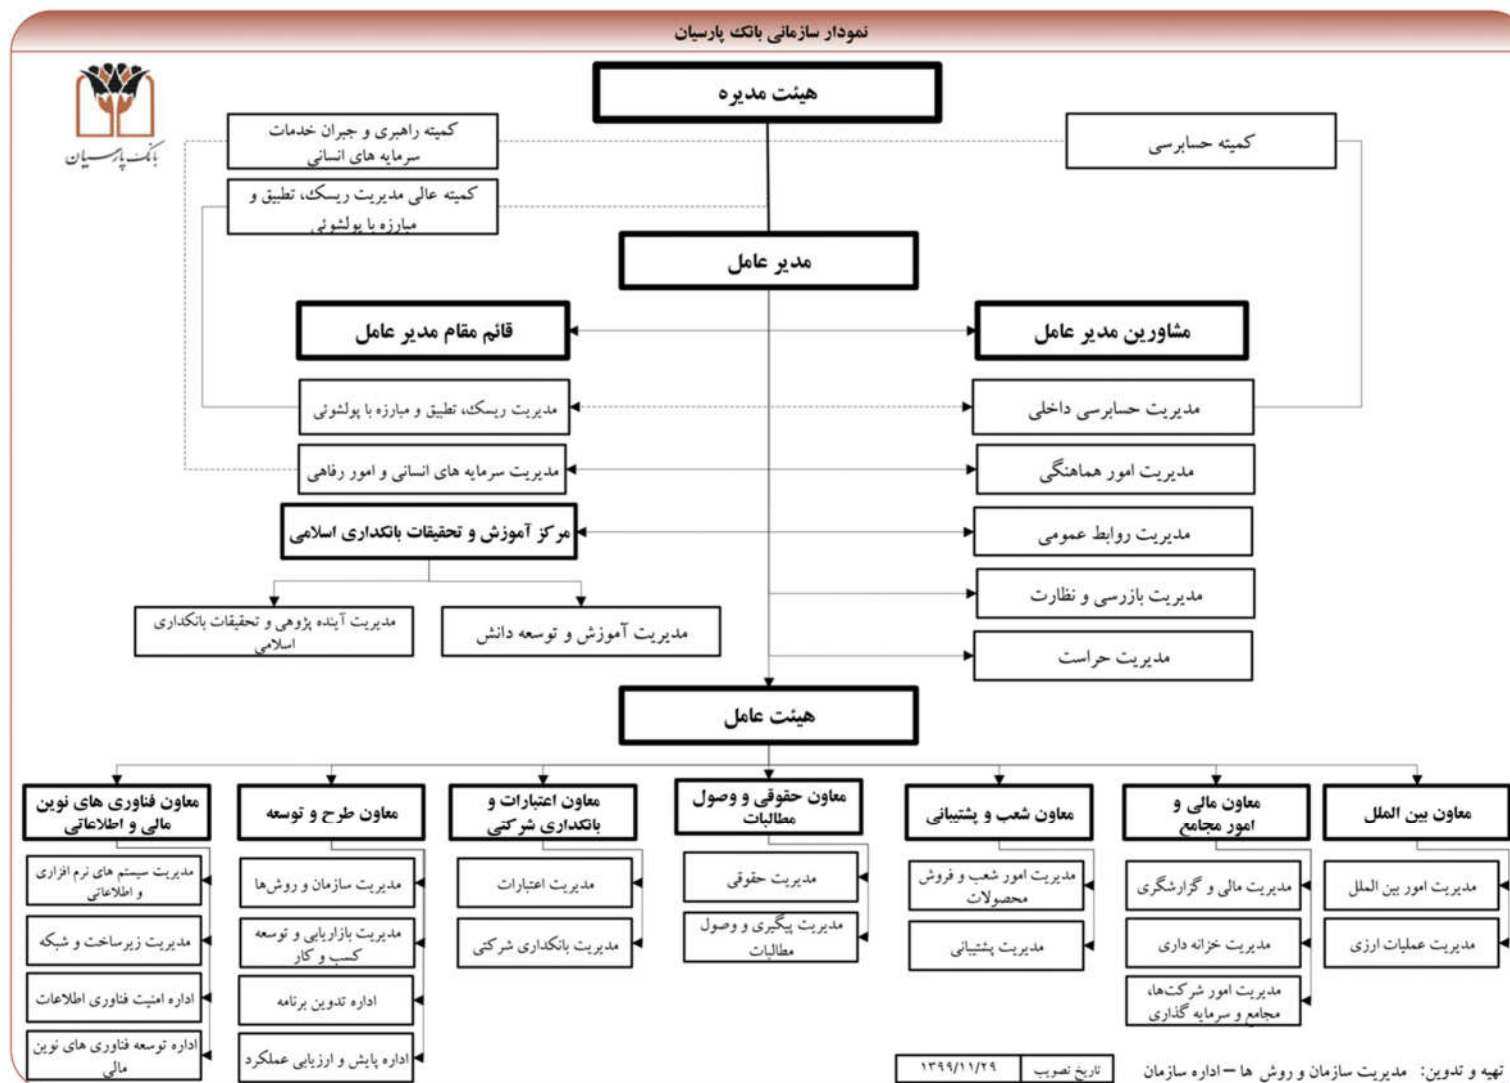 نمودار سازمانی بانک پارسیان
بانک پارسیان
هیئت مدیره
کمیته حسابرسی
کمیته راهبری و جبران خدمات
سرمایه های انسانی
کمیته عالی مدیریت ریسک، تطبیق و
مبارزه با پولشوئی
مدیر عامل
مشاورین مدیر عامل
قائم مقام مدیر عامل
مدیریت حسابرسی داخلی
مدیریت ریسک، تطبیق و مبارزه با پولشوئی
مدیریت امور هماهنگی
مدیریت سرمایه های انسانی و امور رفاهی
مدیریت روابط عمومی
مرکز آموزش و تحقیقات بانکداری اسلامی
مدیریت بازرسی و نظارت
مدیریت آموزش و توسعه دانش
مدیریت آینده پژوهی و تحقیقات بانکداری
اسلامی
مدیریت حراست
هیئت عامل
معاون بین الملل
مدیریت امور بین الملل
مدیریت عملیات ارزی
معاون مالی و
امور مجامع
مدیریت مالی و گزارشگری
مدیریت خزانه داری
مدیریت امور شرکت‌ها،
مجامع و سرمایه گذاری
معاون شعب و پشتیبانی
مدیریت امور شعب و فروش
محصولات
مدیریت پشتیبانی
معاون حقوقی و وصول
مطالبات
مدیریت حقوقی
مدیریت پیگیری و وصول
مطالبات
معاون اعتبارات و
بانکداری شرکتی
مدیریت اعتبارات
مدیریت بانکداری شرکتی
معاون طرح و توسعه
مدیریت سازمان و روش‌ها
مدیریت بازاریابی و توسعه
کسب و کار
اداره تدوین برنامه
اداره پایش و ارزیابی عملکرد
معاون فناوری های نوین
مالی و اطلاعاتی
مدیریت سیستم های نرم افزاری
و اطلاعاتی
مدیریت زیرساخت و شبکه
اداره امنیت فناوری اطلاعات
اداره توسعه فناوری های نوین
مالی
تهیه و تدوین: مدیریت سازمان و روش ها – اداره سازمان
تاریخ تصویب ۱۳۹۹/۱۱/۲۹